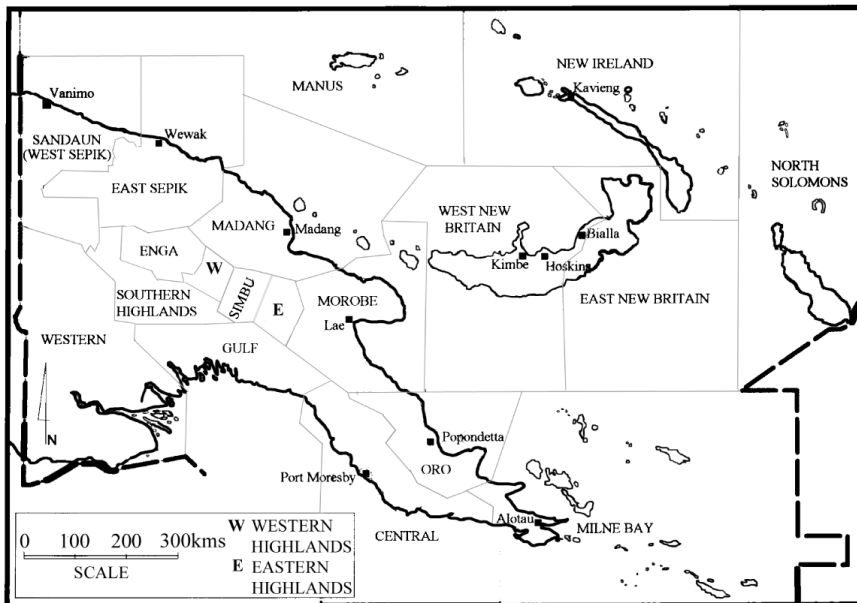 NEW IRELAND
MANUS
Kavieng
Vanimo
Wewak
SANDAUN
(WEST SEPIK)
NORTH
SOLOMONS
EAST SEPIK
WEST NEW
BRITAIN
MADANG
Madang
Bialla
ENGA
W
Kimbe
Hoskins
SIMBU
E
SOUTHERN
HIGHLANDS
MOROBE
EAST NEW BRITAIN
Lae
WESTERN
GULF
N
Popondetta
ORO
Port Moresby
Alotau
MILNE BAY
CENTRAL
0 100 200 300kms
SCALE
W WESTERN
HIGHLANDS
E EASTERN
HIGHLANDS